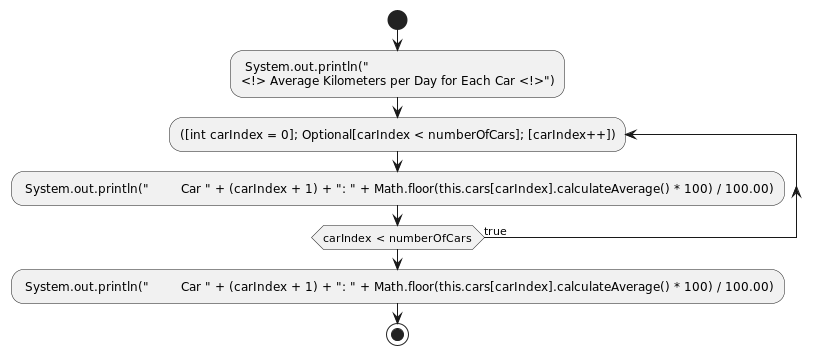 System.out.println("
<!> Average Kilometers per Day for Each Car <!>")
([int carIndex = 0]; Optional[carIndex < numberOfCars]; [carIndex++])
System.out.println("        Car " + (carIndex + 1) + ": " + Math.floor(this.cars[carIndex].calculateAverage() * 100) / 100.00)
carIndex < numberOfCars
true
System.out.println("        Car " + (carIndex + 1) + ": " + Math.floor(this.cars[carIndex].calculateAverage() * 100) / 100.00)